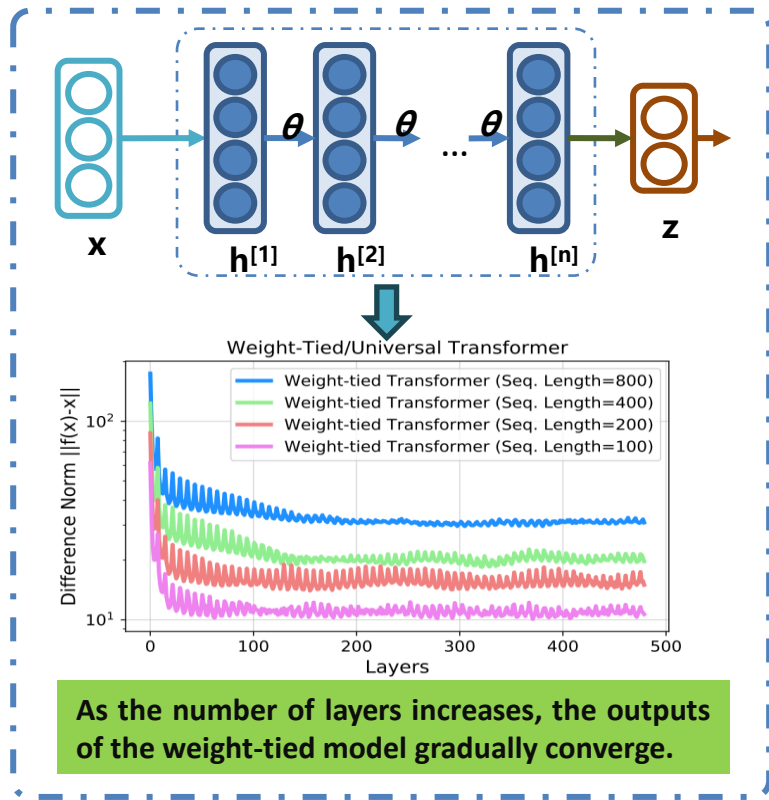 θ θ ... θ
x h[1] h[2] h[n] z
Weight-Tied/Universal Transformer
Weight-tied Transformer (Seq. Length=800)
Weight-tied Transformer (Seq. Length=400)
Weight-tied Transformer (Seq. Length=200)
Weight-tied Transformer (Seq. Length=100)
Difference Norm ||f(x)-x||
10²
10¹
0 100 200 300 400 500
Layers
As the number of layers increases, the outputs
of the weight-tied model gradually converge.